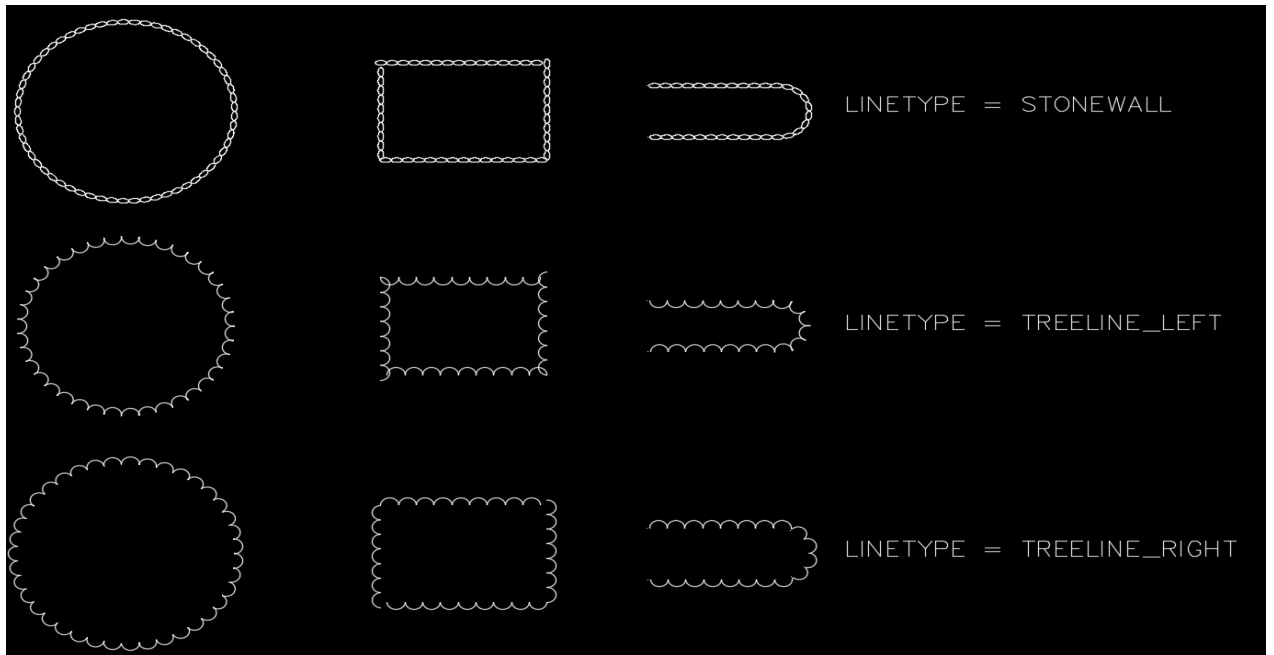 LINETYPE = STONEWALL
LINETYPE = TREELINE_LEFT
LINETYPE = TREELINE_RIGHT